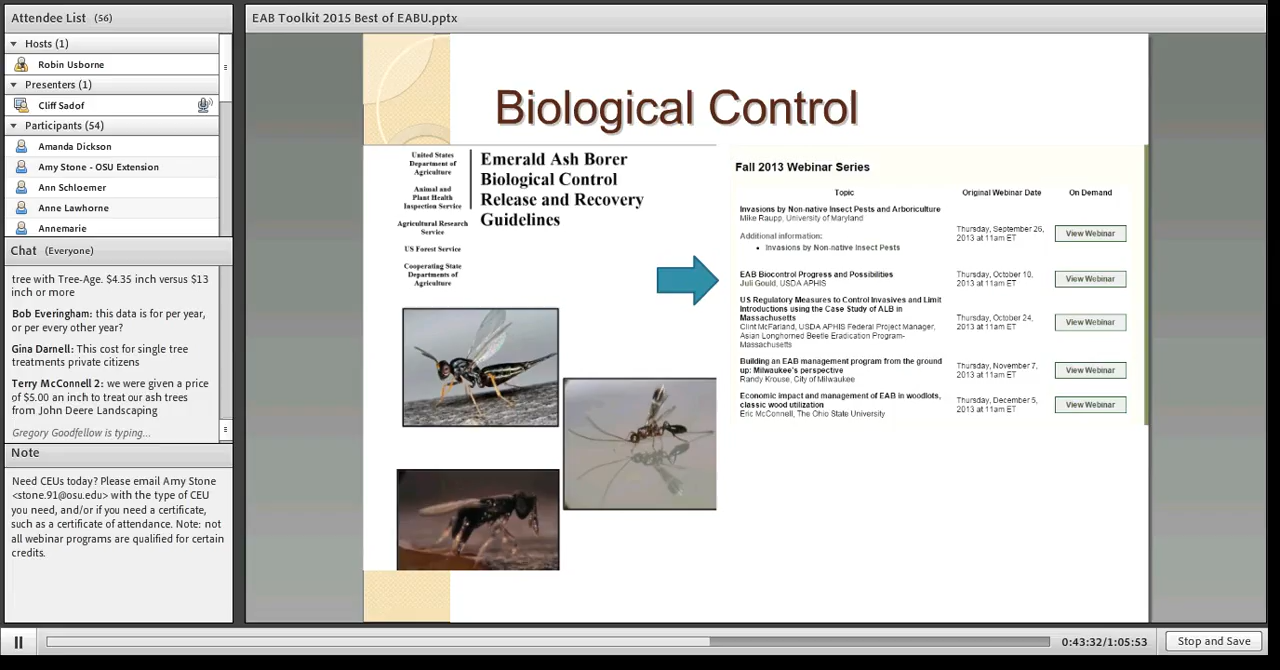 Attendee List (56)
Hosts (1)
Robin Usborne
Presenters (1)
Cliff Sadof
Participants (54)
Amanda Dickson
Amy Stone - OSU Extension
Ann Schloemer
Anne Lawhorne
Annemarie
Chat (Everyone)
tree with Tree-Age. $4.35 inch versus $13
inch or more
Bob Everingham: this data is for per year,
or per every other year?
Gina Darnell: This cost for single tree
treatments private citizens
Terry McConnell 2: we were given a price
of $5.00 an inch to treat our ash trees
from John Deere Landscaping
Gregory Goodfellow is typing...
Note
Need CEUs today? Please email Amy Stone
<stone.91@osu.edu> with the type of CEU
you need, and/or if you need a certificate,
such as a certificate of attendance. Note: not
all webinar programs are qualified for certain
credits.
EAB Toolkit 2015 Best of EABU.pptx
Biological Control
United States
Department of
Agriculture
Animal and
Plant Health
Inspection Service
Agricultural Research
Service
US Forest Service
Cooperating State
Departments of
Agriculture
Emerald Ash Borer
Biological Control
Release and Recovery
Guidelines
Fall 2013 Webinar Series
Topic Original Webinar Date On Demand
Invasions by Non-native Insect Pests and Arboriculture
Mike Raupp, University of Maryland
Additional information:
• Invasions by Non-native Insect Pests
Thursday, September 26,
2013 at 11am ET
View Webinar
EAB Biocontrol Progress and Possibilities
Juli Gould, USDA APHIS
Thursday, October 10,
2013 at 11am ET
View Webinar
US Regulatory Measures to Control Invasives and Limit
Introductions using the Case Study of ALB in
Massachusetts
Clint McFarland, USDA APHIS Federal Project Manager,
Asian Longhorned Beetle Eradication Program-
Massachusetts
Thursday, October 24,
2013 at 11am ET
View Webinar
Building an EAB management program from the ground
up: Milwaukee's perspective
Randy Krouse, City of Milwaukee
Thursday, November 7,
2013 at 11am ET
View Webinar
Economic impact and management of EAB in woodlots,
classic wood utilization
Eric McConnell, The Ohio State University
Thursday, December 5,
2013 at 11am ET
View Webinar
0:43:32/1:05:53
Stop and Save